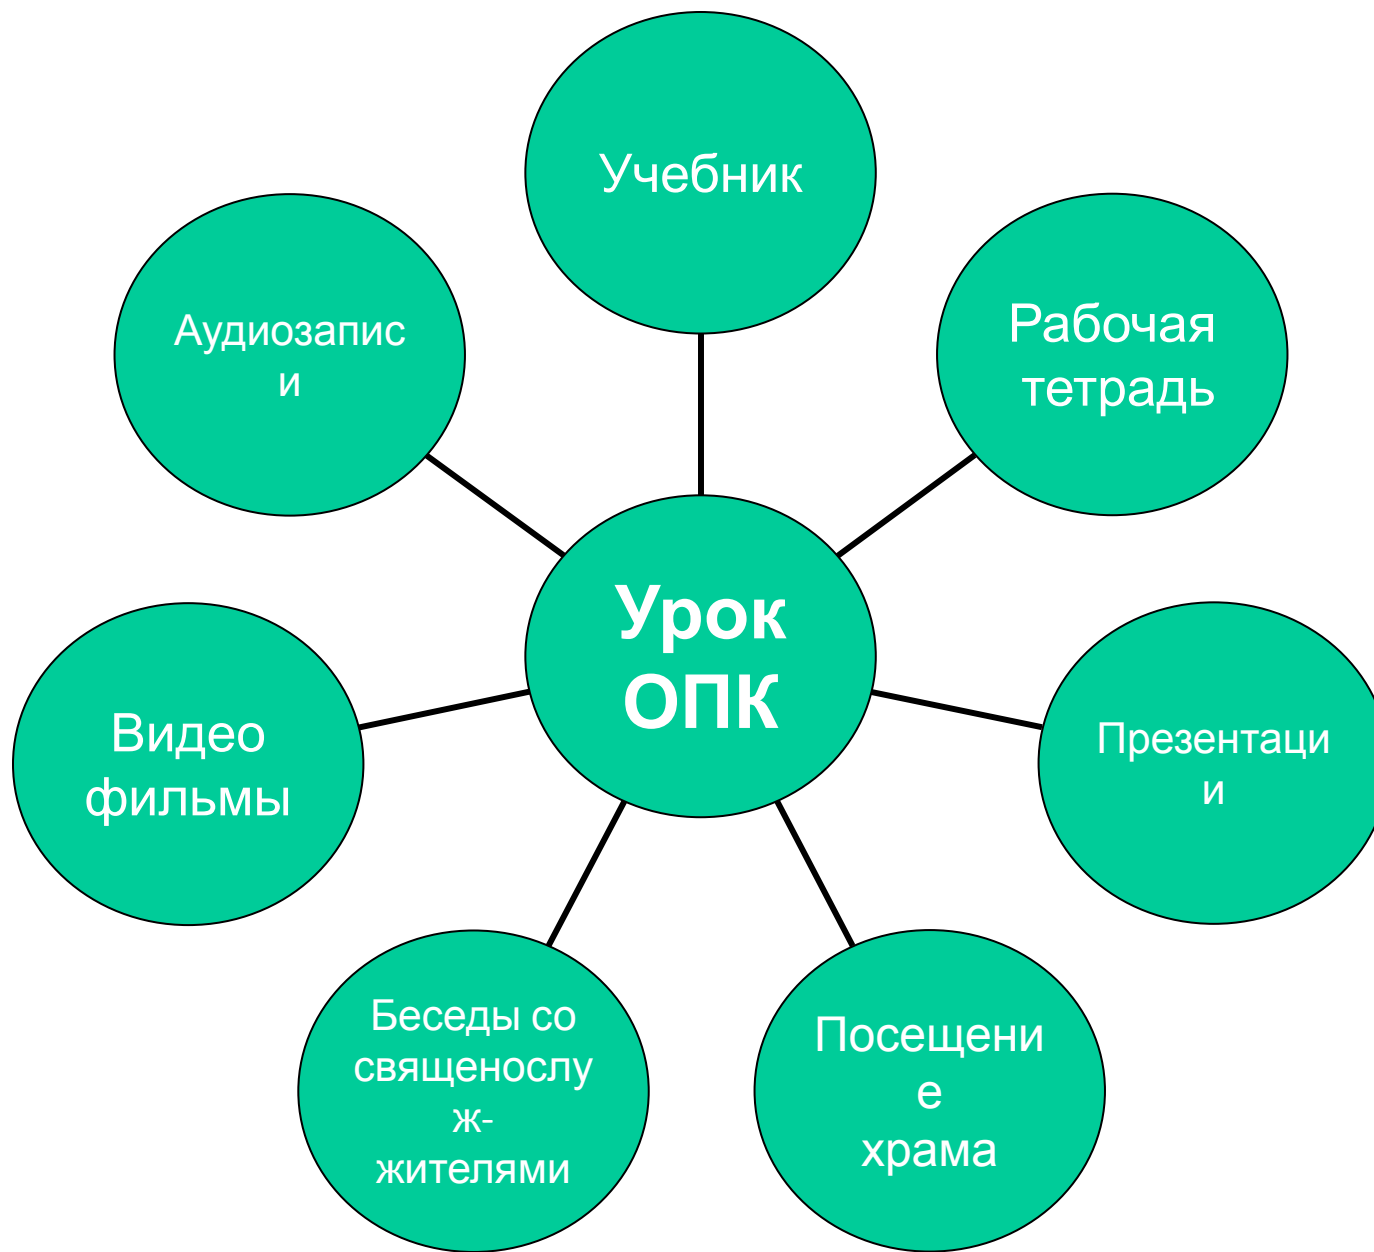 Учебник
Рабочая
тетрадь
Аудиозапис
и
Урок
ОПК
Презентаци
и
Видео
фильмы
Беседы со
священослу
ж-
жителями
Посещени
е
храма